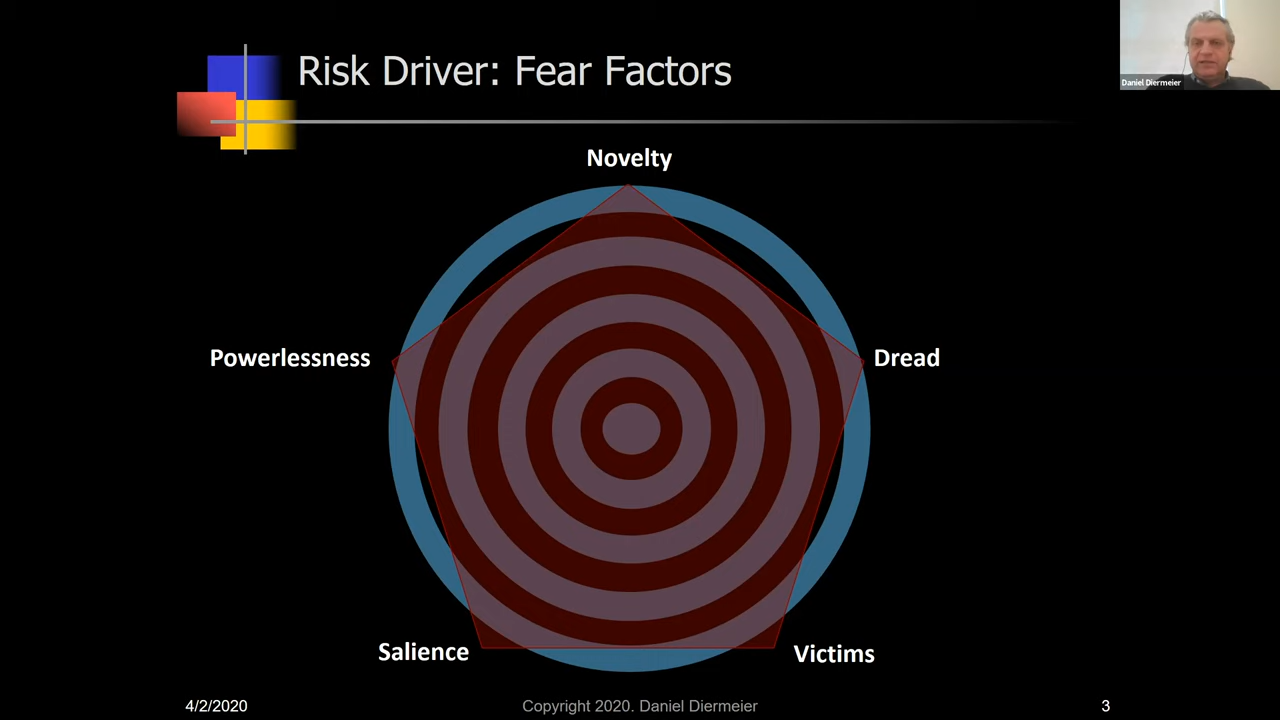 Risk Driver: Fear Factors
Daniel Diermeier
Novelty
Powerlessness
Dread
Salience
Victims
4/2/2020
Copyright 2020. Daniel Diermeier
3